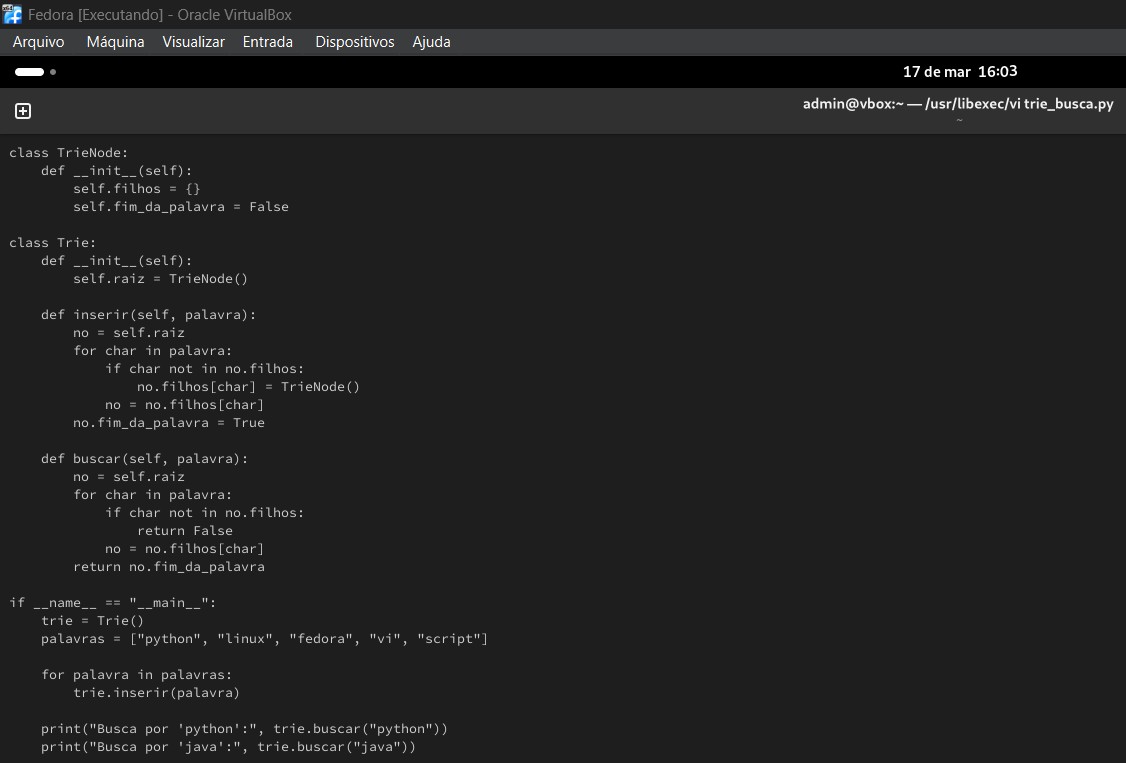 Fedora [Executando] - Oracle VirtualBox
Arquivo Máquina Visualizar Entrada Dispositivos Ajuda
17 de mar 16:03
admin@vbox:~ — /usr/libexec/vi trie_busca.py
~
class TrieNode:
    def __init__(self):
        self.filhos = {}
        self.fim_da_palavra = False

class Trie:
    def __init__(self):
        self.raiz = TrieNode()

    def inserir(self, palavra):
        no = self.raiz
        for char in palavra:
            if char not in no.filhos:
                no.filhos[char] = TrieNode()
            no = no.filhos[char]
        no.fim_da_palavra = True

    def buscar(self, palavra):
        no = self.raiz
        for char in palavra:
            if char not in no.filhos:
                return False
            no = no.filhos[char]
        return no.fim_da_palavra

if __name__ == "__main__":
    trie = Trie()
    palavras = ["python", "linux", "fedora", "vi", "script"]

    for palavra in palavras:
        trie.inserir(palavra)

    print("Busca por 'python':", trie.buscar("python"))
    print("Busca por 'java':", trie.buscar("java"))